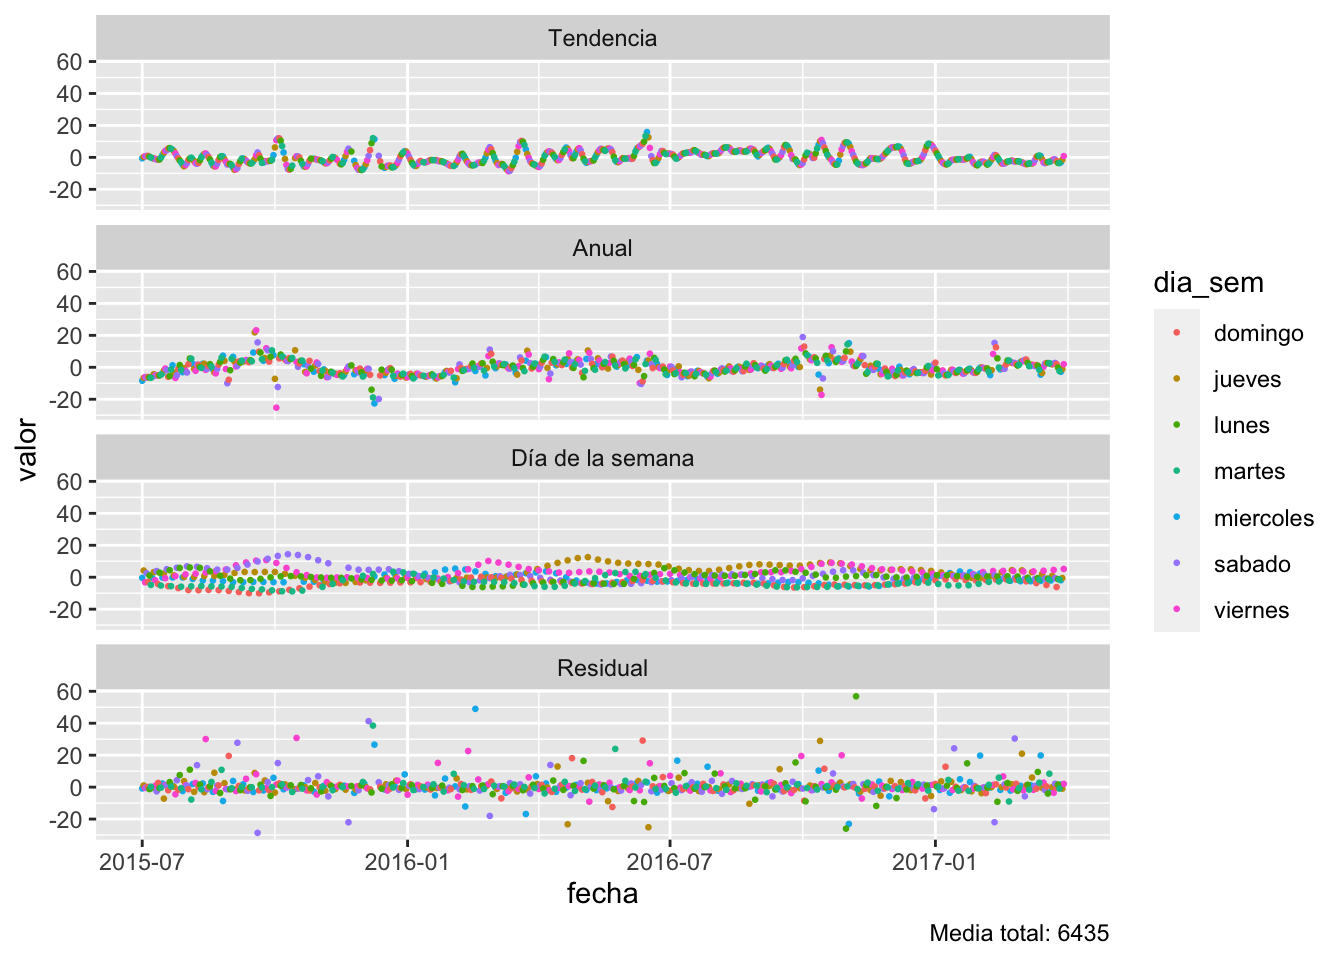 Tendencia
60
40
20
0
-20
Anual
60
40
20
0
-20
Día de la semana
60
40
20
0
-20
Residual
60
40
20
0
-20
2015-07 2016-01 2016-07 2017-01
fecha
valor
dia_sem
domingo
jueves
lunes
martes
miercoles
sabado
viernes
Media total: 6435